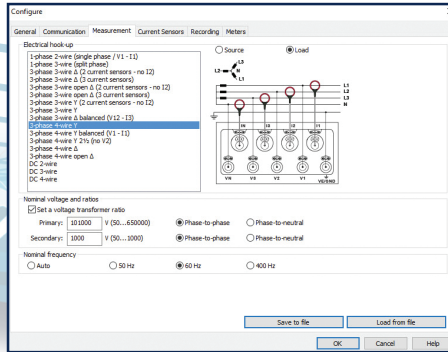 Configure
General Communication Measurement Current Sensors Recording Meters
Electrical hook-up
1-phase 2-wire (single phase / V1 - I1)
1-phase 3-wire (split phase)
3-phase 3-wire Δ (2 current sensors - no I2)
3-phase 3-wire Δ (3 current sensors)
3-phase 3-wire open Δ (2 current sensors - no I2)
3-phase 3-wire open Δ (3 current sensors)
3-phase 3-wire Y (2 current sensors - no I2)
3-phase 3-wire Y
3-phase 3-wire Δ balanced (V12 - I3)
3-phase 4-wire Y
3-phase 4-wire Y balanced (V1 - I1)
3-phase 4-wire Y 2½ (no V2)
3-phase 4-wire Δ
3-phase 4-wire open Δ
DC 2-wire
DC 3-wire
DC 4-wire
Source Load
L3
L2 N
L1
L1
L2
L3
N
IN I3 I2 I1
VN V3 V2 V1 VE/GND
Nominal voltage and ratios
Set a voltage transformer ratio
Primary: 101000 V (50...650000) Phase-to-phase Phase-to-neutral
Secondary: 1000 V (50...1000) Phase-to-phase Phase-to-neutral
Nominal frequency
Auto 50 Hz 60 Hz 400 Hz
Save to file Load from file
OK Cancel Help